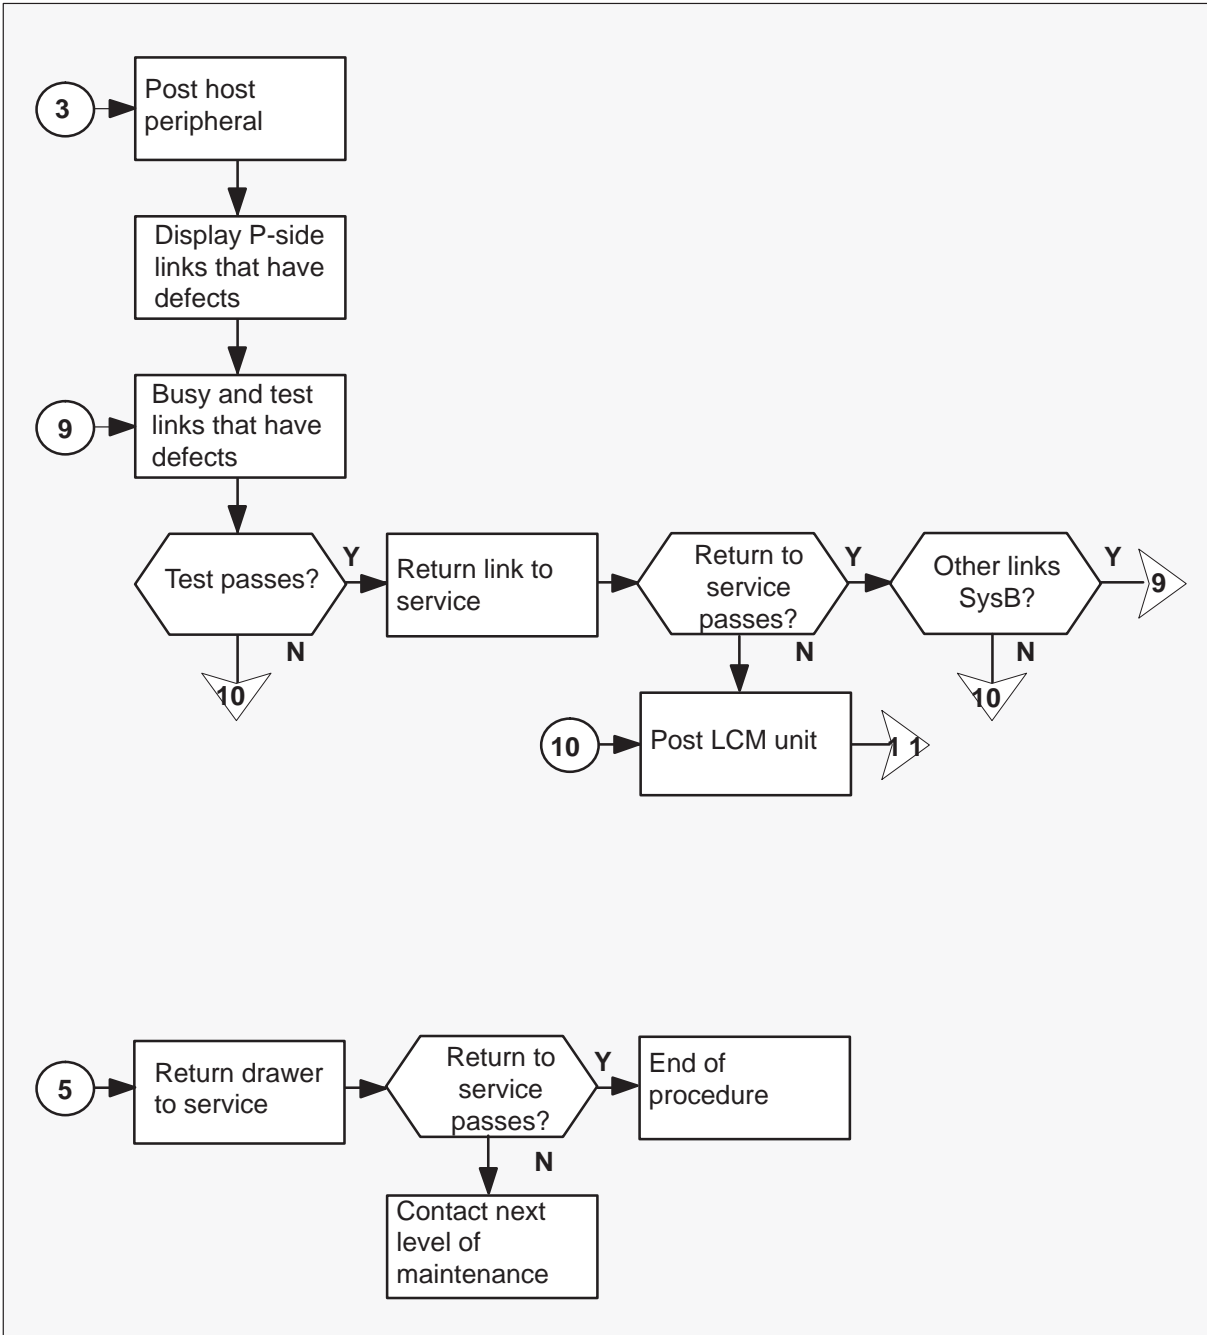 3
Post host
peripheral
Display P-side
links that have
defects
9
Busy and test
links that have
defects
Test passes?
Y
N
10
Return link to
service
Return to
service
passes?
Y
N
Other links
SysB?
Y
9
N
10
10
Post LCM unit
1 1
5
Return drawer
to service
Return to
service
passes?
Y
N
End of
procedure
Contact next
level of
maintenance